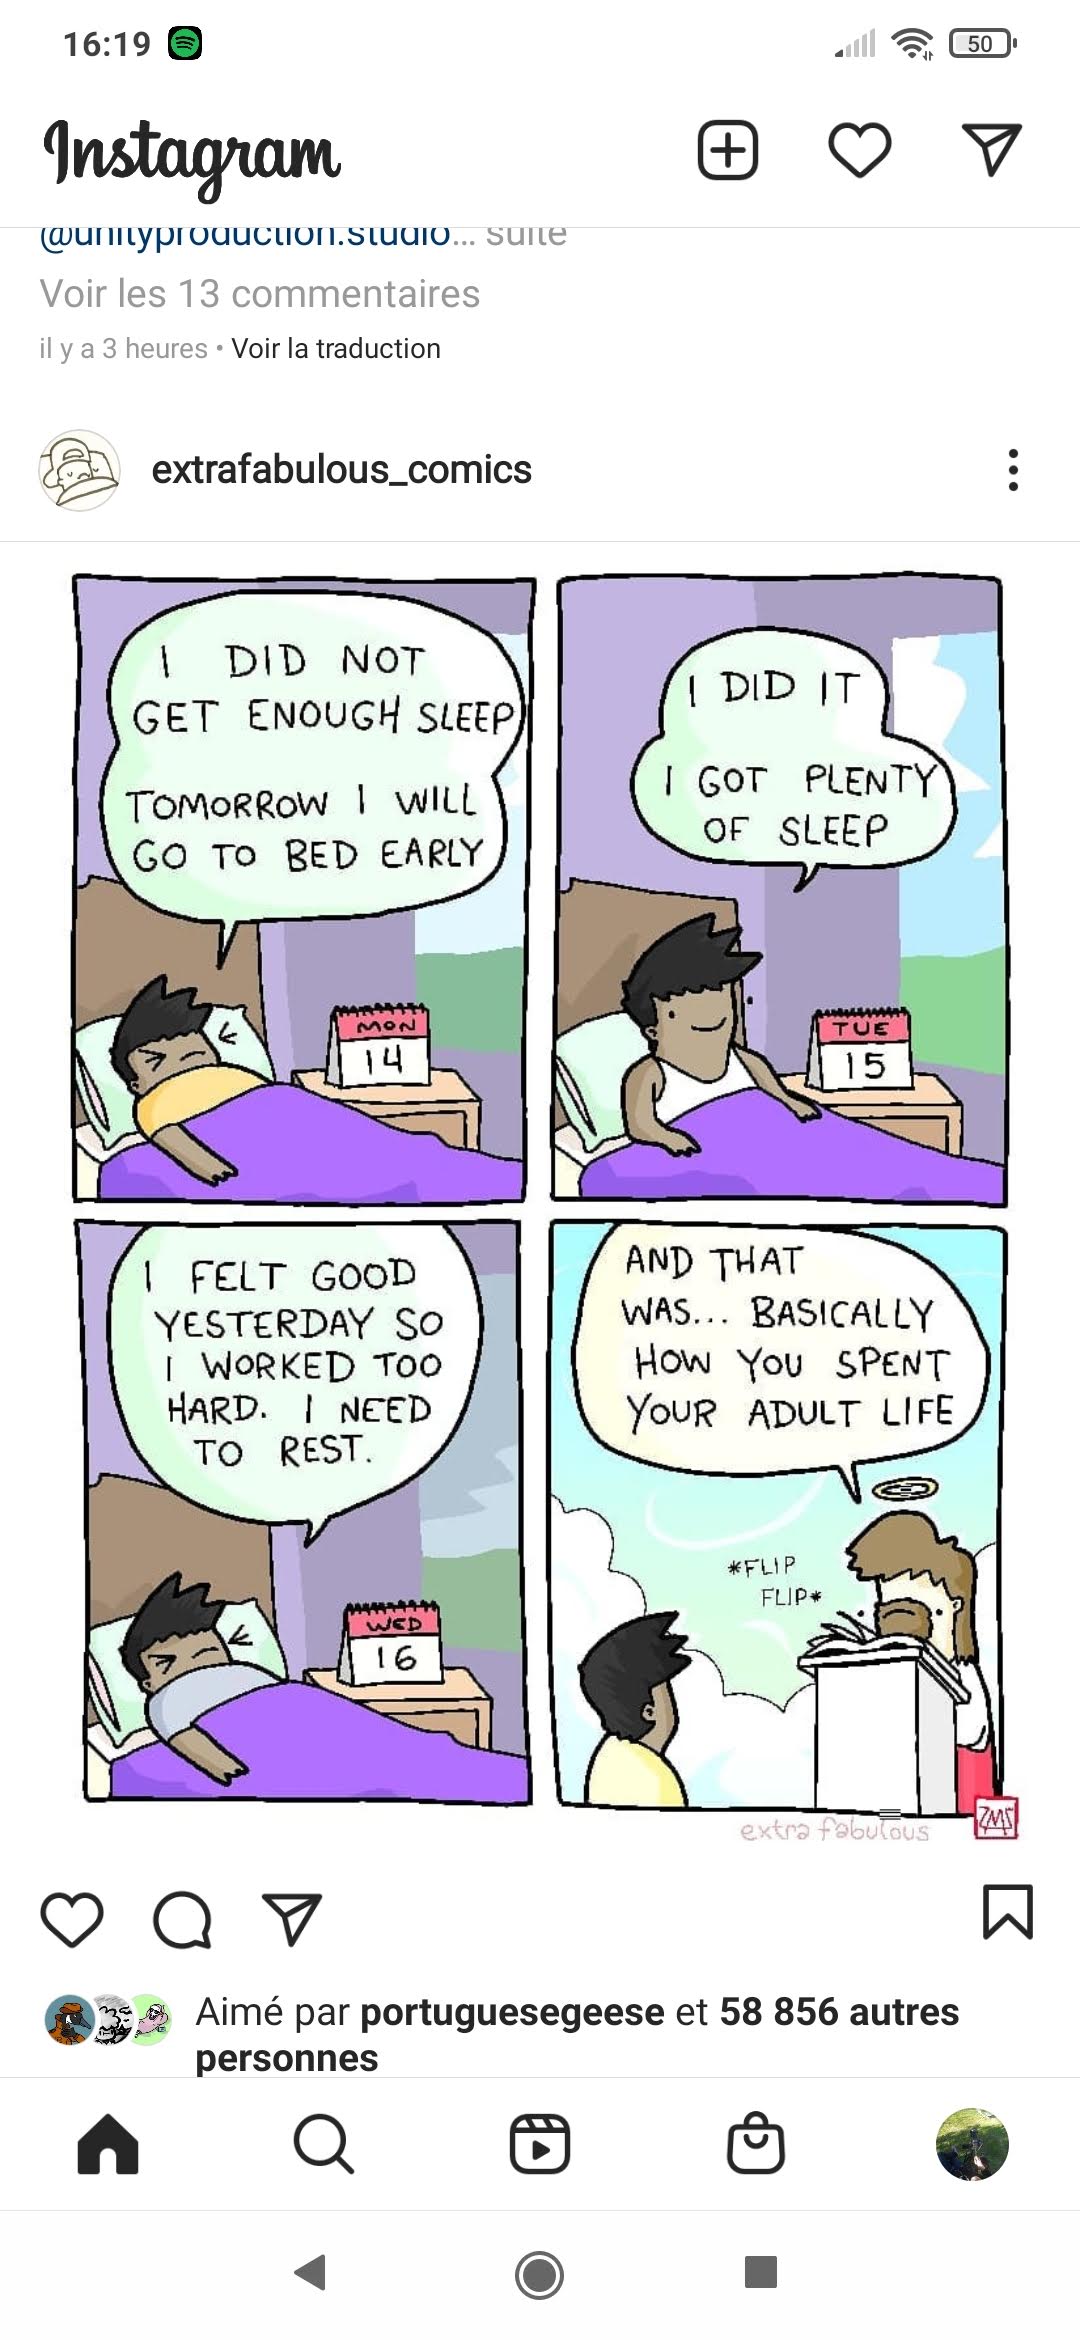 16:19
50
Instagram
@unityproduction.studio... suite
Voir les 13 commentaires
il y a 3 heures • Voir la traduction
extrafabulous_comics
I DID NOT
GET ENOUGH SLEEP
TOMORROW I WILL
GO TO BED EARLY
MON
14
I DID IT
I GOT PLENTY
OF SLEEP
TUE
15
I FELT GOOD
YESTERDAY SO
I WORKED TOO
HARD. I NEED
TO REST.
WED
16
AND THAT
WAS... BASICALLY
HOW YOU SPENT
YOUR ADULT LIFE
*FLIP
FLIP*
extra fabulous
ZMS
Aimé par portuguesegeese et 58 856 autres
personnes